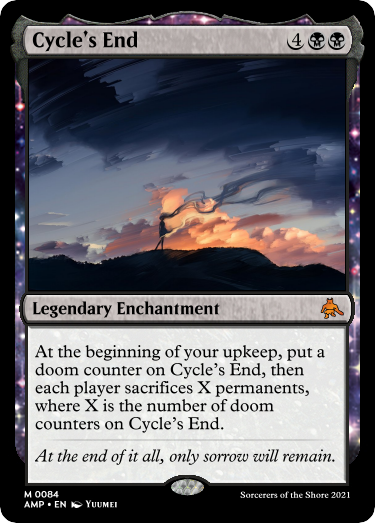 Cycle's End 4
Legendary Enchantment
At the beginning of your upkeep, put a
doom counter on Cycle's End, then
each player sacrifices X permanents,
where X is the number of doom
counters on Cycle's End.
At the end of it all, only sorrow will remain.
M 0084
AMP • EN Yuumei
Sorcerers of the Shore 2021